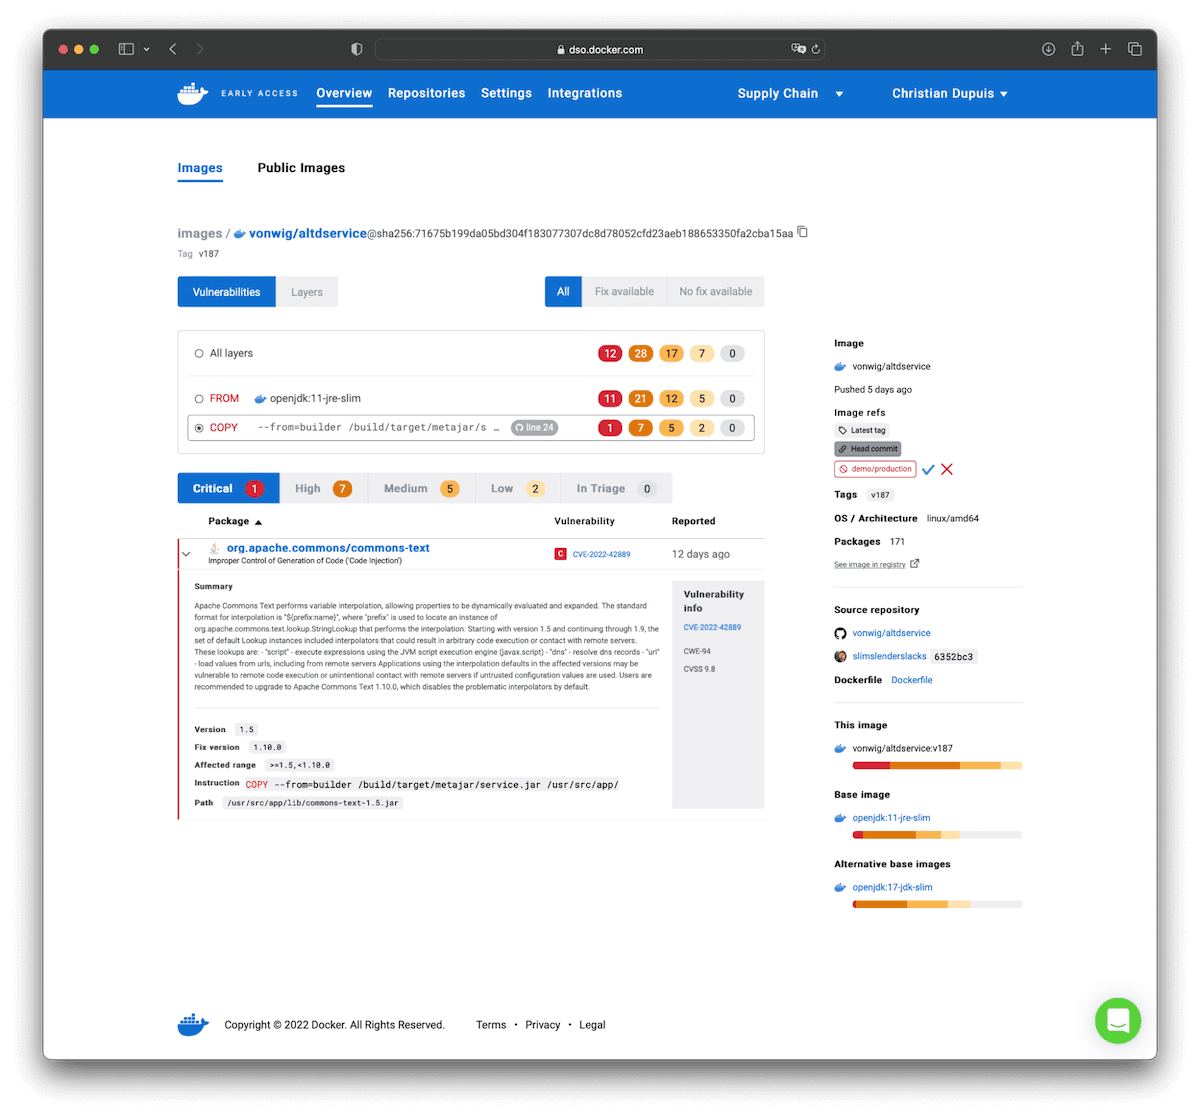 dso.docker.com
EARLY ACCESS Overview Repositories Settings Integrations Supply Chain Christian Dupuis
Images Public Images
images / vonwig/altdservice@sha256:71675b199da05bd304f183077307dc8d78052cfd23aeb188653350fa2cba15aa
Tag v187
Vulnerabilities Layers All Fix available No fix available
All layers 12 28 17 7 0
FROM openjdk:11-jre-slim 11 21 12 5 0
COPY --from=builder /build/target/metajar/s … line 24 1 7 5 2 0
Critical 1 High 7 Medium 5 Low 2 In Triage 0
Package Vulnerability Reported
org.apache.commons/commons-text C CVE-2022-42889 12 days ago
Improper Control of Generation of Code ('Code Injection')
Summary
Apache Commons Text performs variable interpolation, allowing properties to be dynamically evaluated and expanded. The standard
format for interpolation is "${prefix:name}", where "prefix" is used to locate an instance of
org.apache.commons.text.lookup.StringLookup that performs the interpolation. Starting with version 1.5 and continuing through 1.9, the
set of default Lookup instances included interpolators that could result in arbitrary code execution or contact with remote servers.
These lookups are: - "script" - execute expressions using the JVM script execution engine (javax.script) - "dns" - resolve dns records - "url"
- load values from urls, including from remote servers Applications using the interpolation defaults in the affected versions may be
vulnerable to remote code execution or unintentional contact with remote servers if untrusted configuration values are used. Users are
recommended to upgrade to Apache Commons Text 1.10.0, which disables the problematic interpolators by default.
Vulnerability
info
CVE-2022-42889
CWE-94
CVSS 9.8
Version 1.5
Fix version 1.10.0
Affected range >=1.5,<1.10.0
Instruction COPY --from=builder /build/target/metajar/service.jar /usr/src/app/
Path /usr/src/app/lib/commons-text-1.5.jar
Image
vonwig/altdservice
Pushed 5 days ago
Image refs
Latest tag
Head commit
demo/production
Tags v187
OS / Architecture linux/amd64
Packages 171
See image in registry
Source repository
vonwig/altdservice
slimslenderslacks 6352bc3
Dockerfile Dockerfile
This image
vonwig/altdservice:v187
Base image
openjdk:11-jre-slim
Alternative base images
openjdk:17-jdk-slim
Copyright © 2022 Docker. All Rights Reserved. Terms · Privacy · Legal